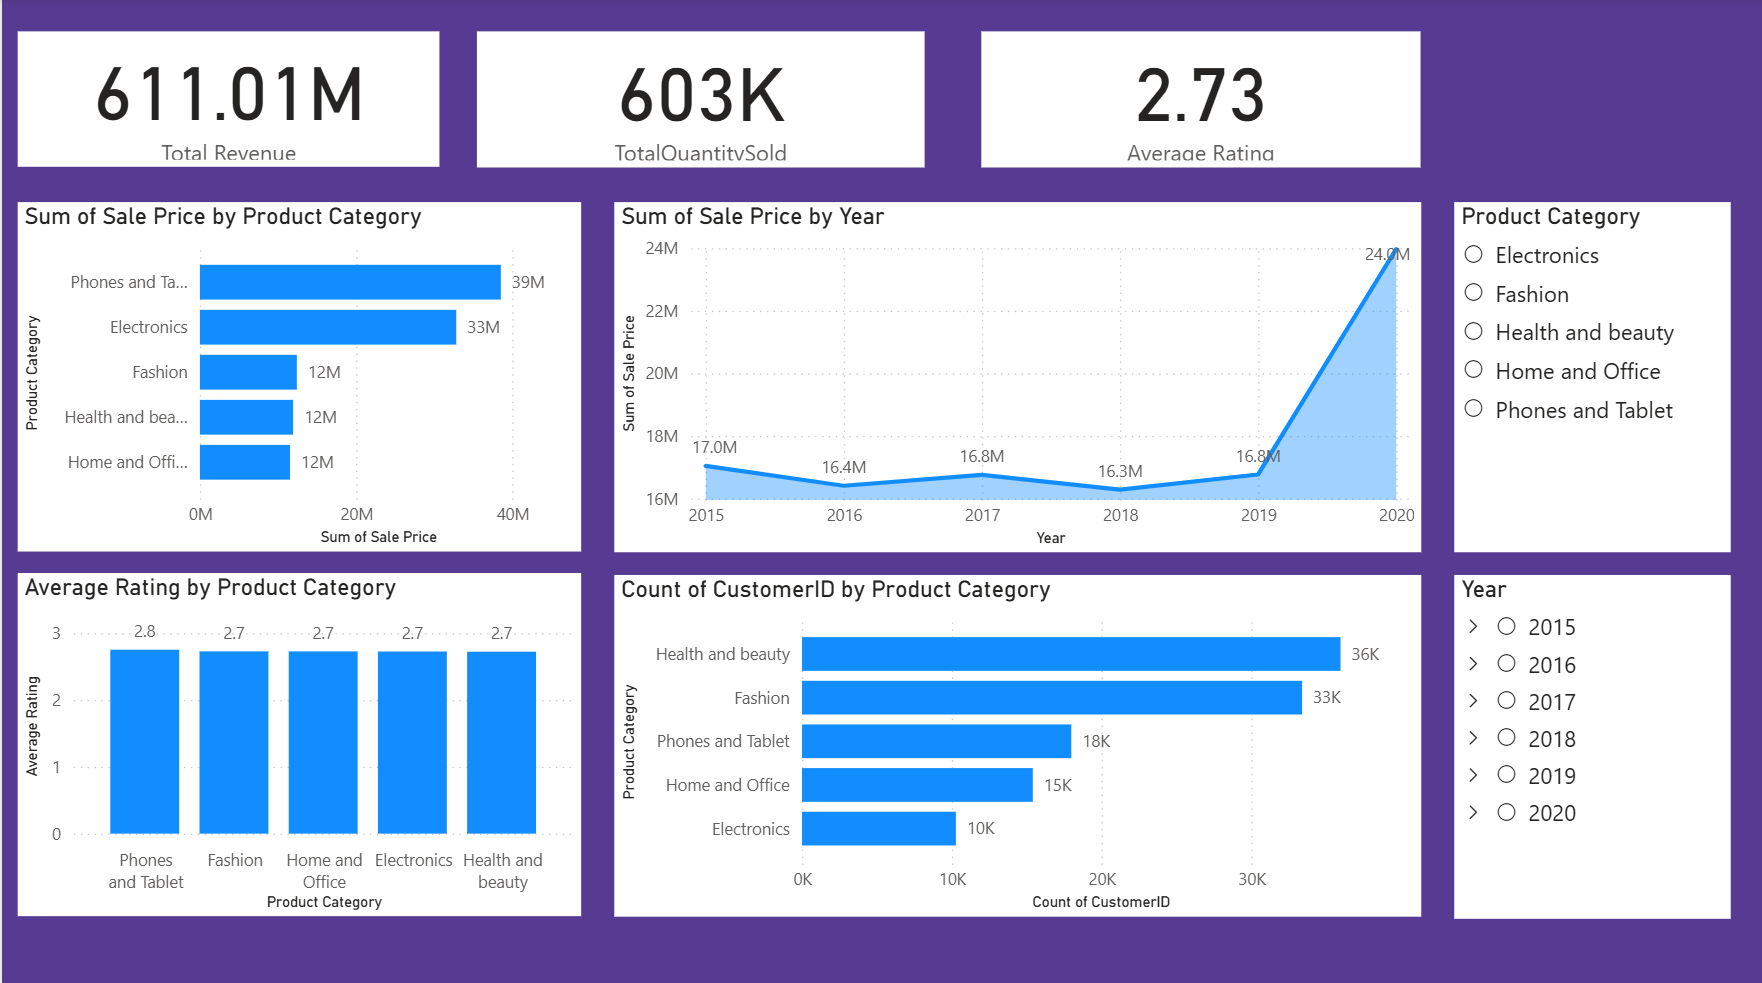 611.01M
Total Revenue
603K
TotalQuantitySold
2.73
Average Rating
Sum of Sale Price by Product Category
Product Category
Phones and Ta...
39M
Electronics
33M
Fashion
12M
Health and bea...
12M
Home and Offi...
12M
0M
20M
40M
Sum of Sale Price
Sum of Sale Price by Year
Sum of Sale Price
24M
22M
20M
18M
16M
17.0M
16.4M
16.8M
16.3M
16.8M
24.0M
2015
2016
2017
2018
2019
2020
Year
Product Category
Electronics
Fashion
Health and beauty
Home and Office
Phones and Tablet
Average Rating by Product Category
Average Rating
3
2
1
0
2.8
2.7
2.7
2.7
2.7
Phones
and Tablet
Fashion
Home and
Office
Electronics
Health and
beauty
Product Category
Count of CustomerID by Product Category
Product Category
Health and beauty
36K
Fashion
33K
Phones and Tablet
18K
Home and Office
15K
Electronics
10K
0K
10K
20K
30K
Count of CustomerID
Year
2015
2016
2017
2018
2019
2020